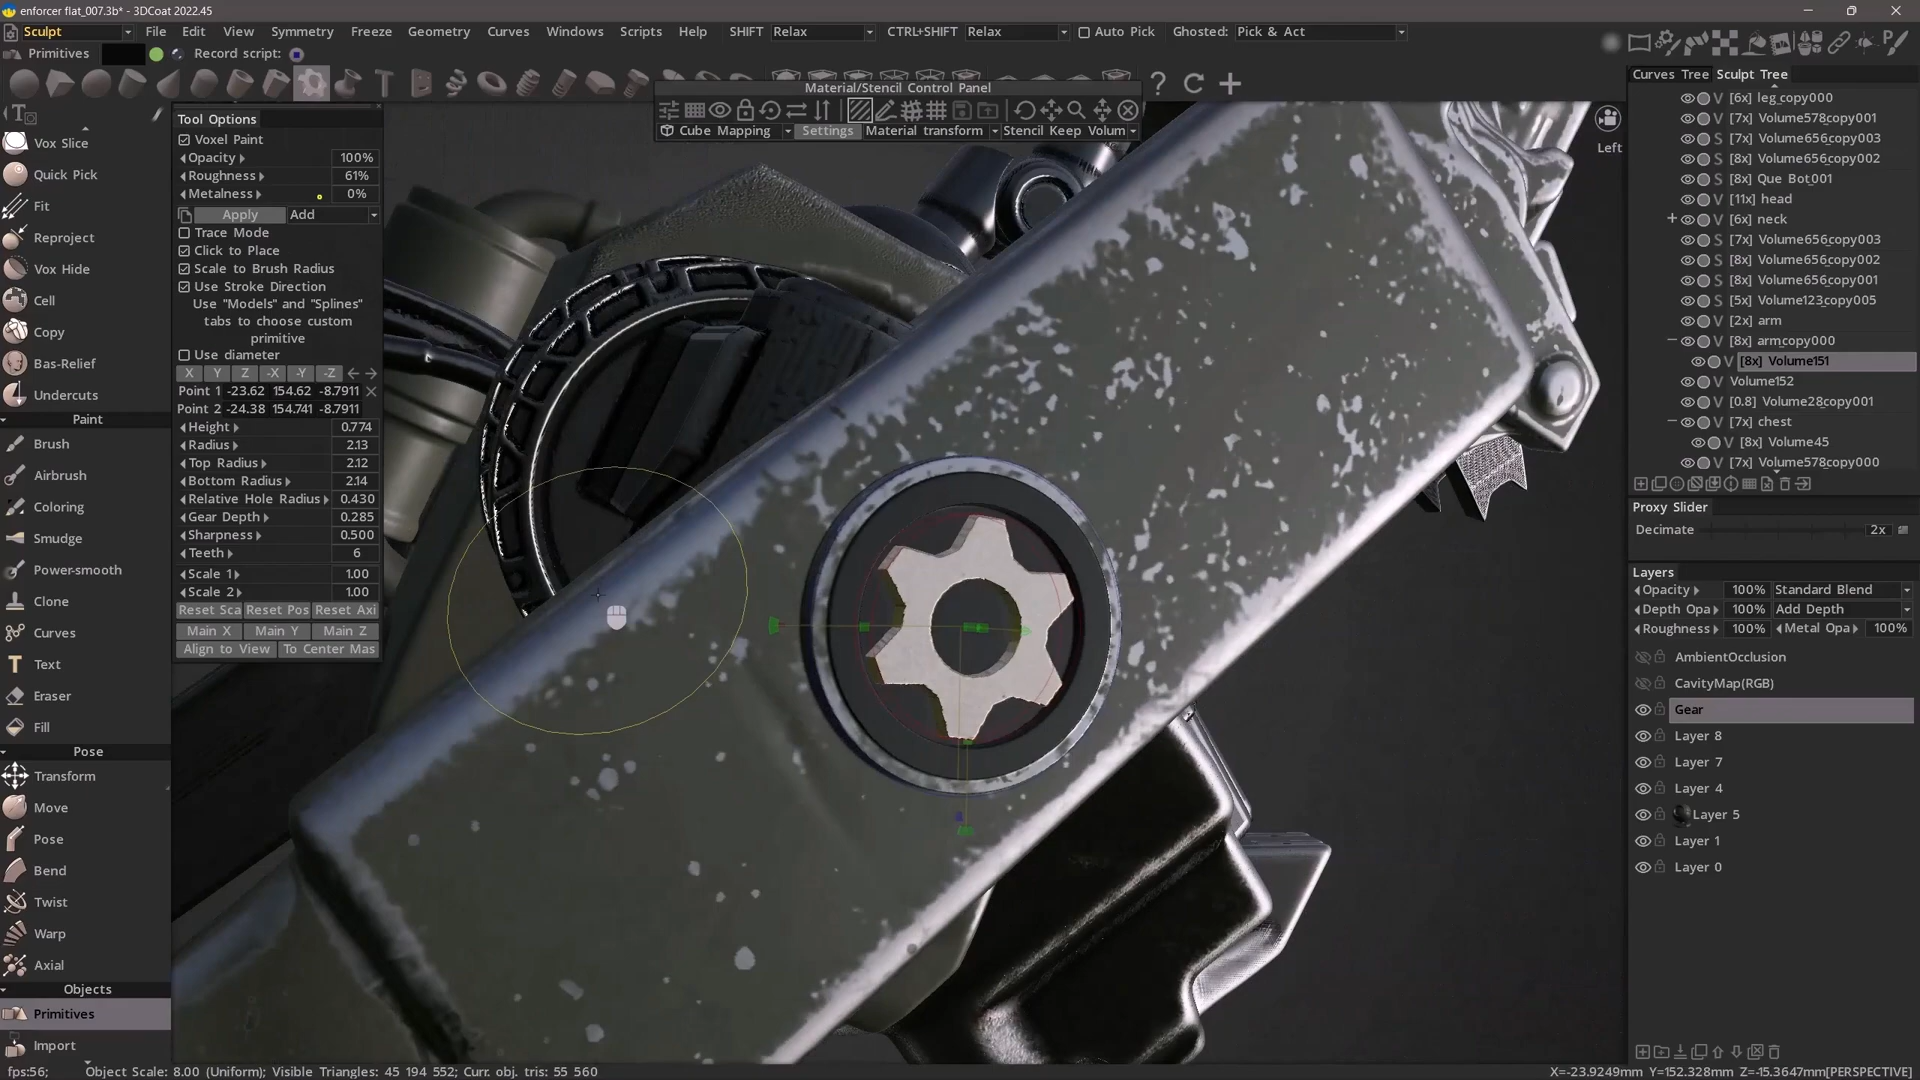 enforcer flat_007.3b* - 3DCoat 2022.45
Sculpt File Edit View Symmetry Freeze Geometry Curves Windows Scripts Help SHIFT Relax CTRL+SHIFT Relax Auto Pick Ghosted: Pick & Act
Primitives Record script:
Material/Stencil Control Panel
Cube Mapping Settings Material transform Stencil Keep Volum
Vox Slice
Quick Pick
Fit
Reproject
Vox Hide
Cell
Copy
Bas-Relief
Undercuts
Paint
Brush
Airbrush
Coloring
Smudge
Power-smooth
Clone
Curves
Text
Eraser
Fill
Pose
Transform
Move
Pose
Bend
Twist
Warp
Axial
Objects
Primitives
Import
Tool Options
Voxel Paint
Opacity 100%
Roughness 61%
Metalness 0%
Apply Add
Trace Mode
Click to Place
Scale to Brush Radius
Use Stroke Direction
Use "Models" and "Splines"
tabs to choose custom
primitive
Use diameter
X Y Z -X -Y -Z
Point 1 -23.62 154.62 -8.7911
Point 2 -24.38 154.741 -8.7911
Height 0.774
Radius 2.13
Top Radius 2.12
Bottom Radius 2.14
Relative Hole Radius 0.430
Gear Depth 0.285
Sharpness 0.500
Teeth 6
Scale 1 1.00
Scale 2 1.00
Reset Sca Reset Pos Reset Axi
Main X Main Y Main Z
Align to View To Center Mas
Left
Curves Tree Sculpt Tree
V [6x] leg_copy000
V [7x] Volume578_copy001
S [7x] Volume656_copy003
S [8x] Volume656_copy002
S [8x] Que Bot_001
V [11x] head
V [6x] neck
S [7x] Volume656_copy003
S [8x] Volume656_copy002
S [8x] Volume656_copy001
V [5x] Volume123_copy005
V [2x] arm
V [8x] arm_copy000
V [8x] Volume151
V Volume152
V [0.8] Volume28_copy001
V [7x] chest
V [8x] Volume45
V [7x] Volume578_copy000
Proxy Slider
Decimate 2x
Layers
Opacity 100% Standard Blend
Depth Opa 100% Add Depth
Roughness 100% Metal Opa 100%
AmbientOcclusion
CavityMap(RGB)
Gear
Layer 8
Layer 7
Layer 4
Layer 5
Layer 1
Layer 0
fps:56; Object Scale: 8.00 (Uniform); Visible Triangles: 45 194 552; Curr. obj. tris: 55 560 X=-23.9249mm Y=152.328mm Z=-15.3647mm[PERSPECTIVE]